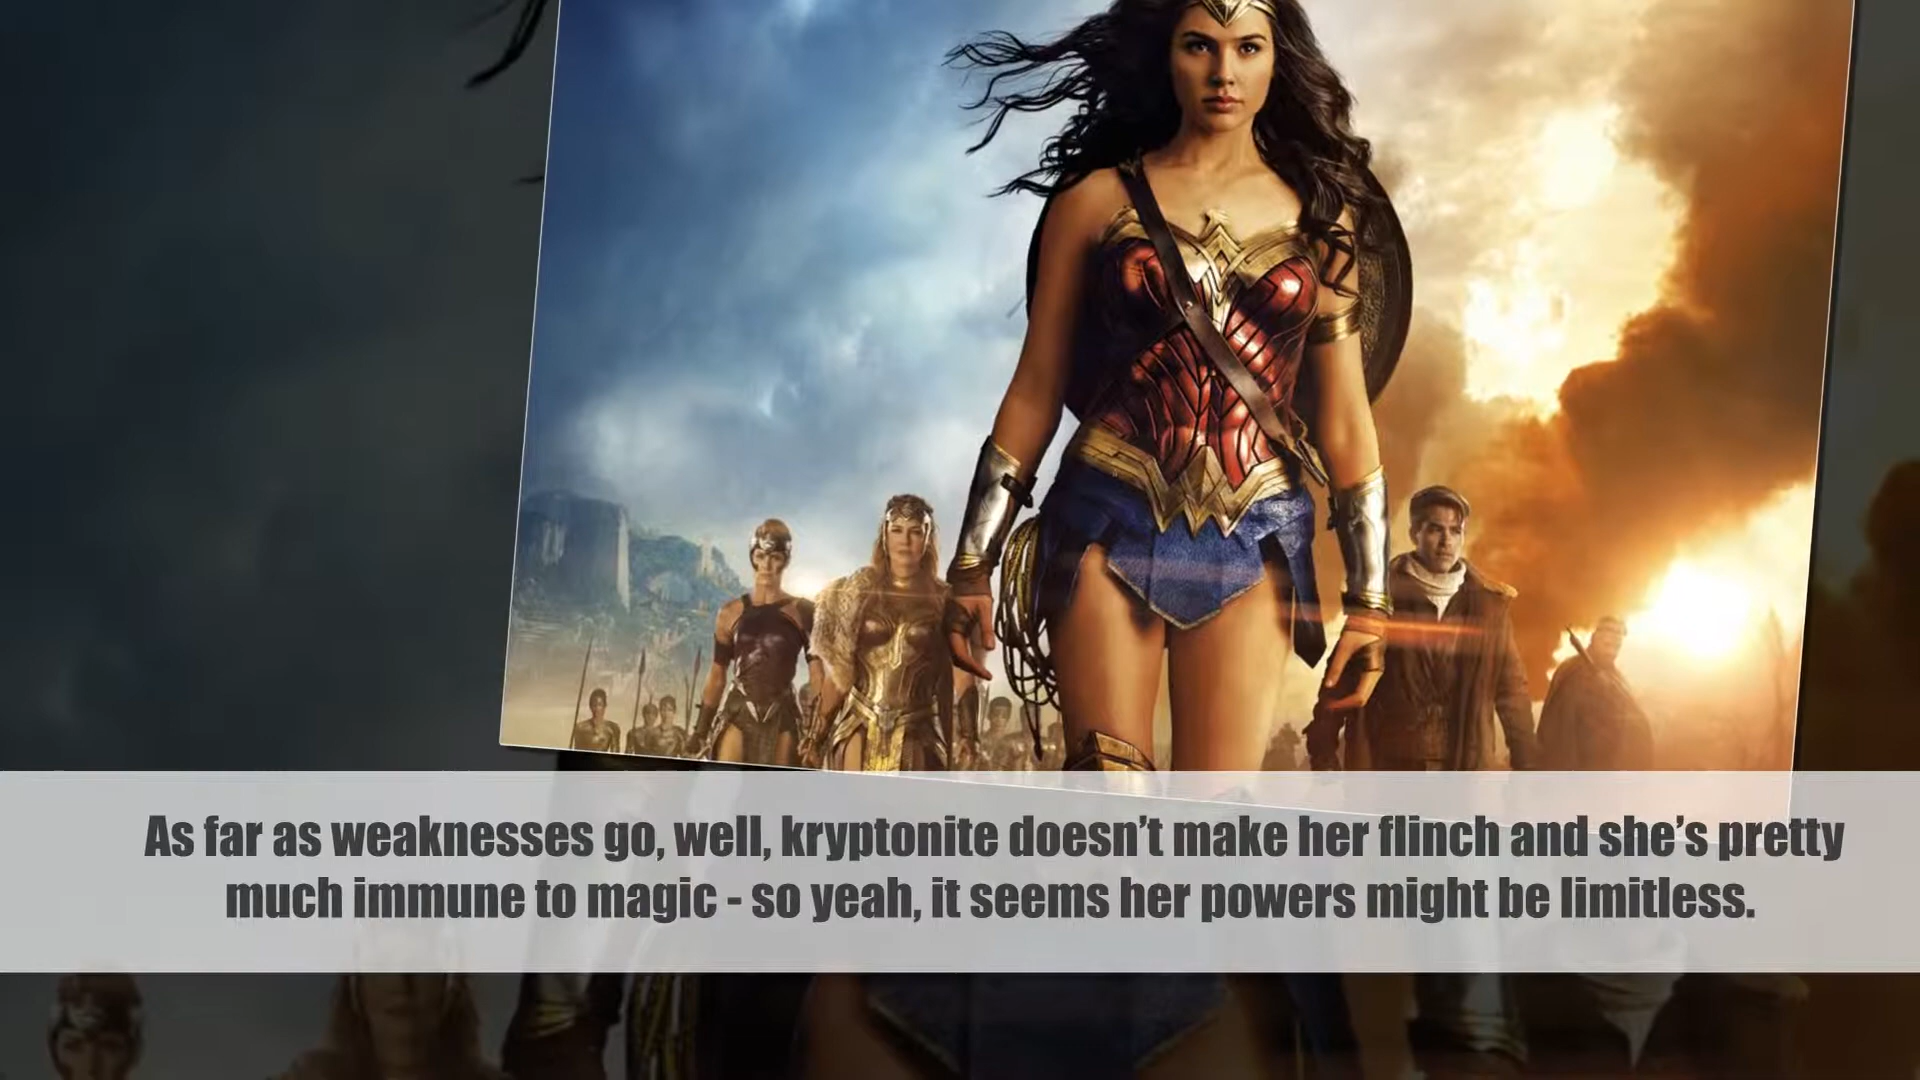 As far as weaknesses go, well, kryptonite doesn’t make her flinch and she’s pretty
much immune to magic - so yeah, it seems her powers might be limitless.